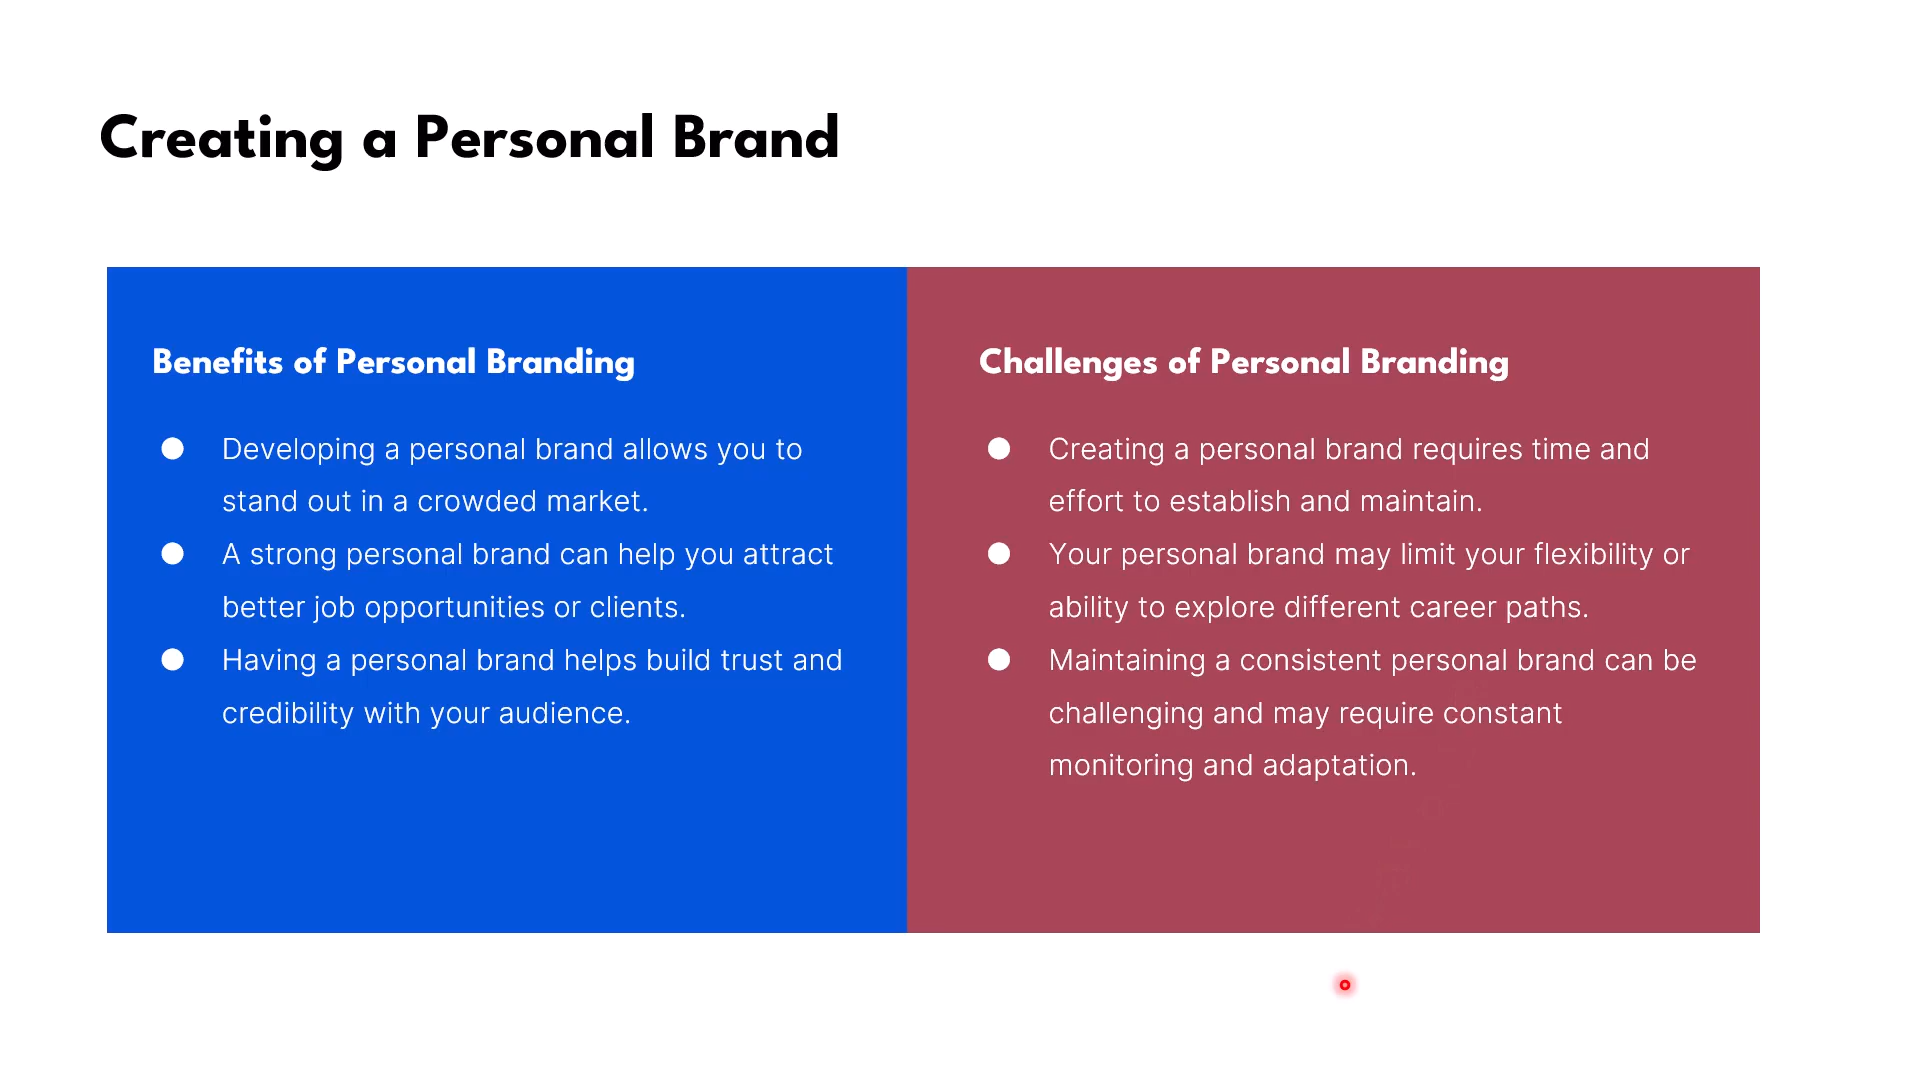 Creating a Personal Brand
Benefits of Personal Branding
Developing a personal brand allows you to
stand out in a crowded market.
A strong personal brand can help you attract
better job opportunities or clients.
Having a personal brand helps build trust and
credibility with your audience.
Challenges of Personal Branding
Creating a personal brand requires time and
effort to establish and maintain.
Your personal brand may limit your flexibility or
ability to explore different career paths.
Maintaining a consistent personal brand can be
challenging and may require constant
monitoring and adaptation.